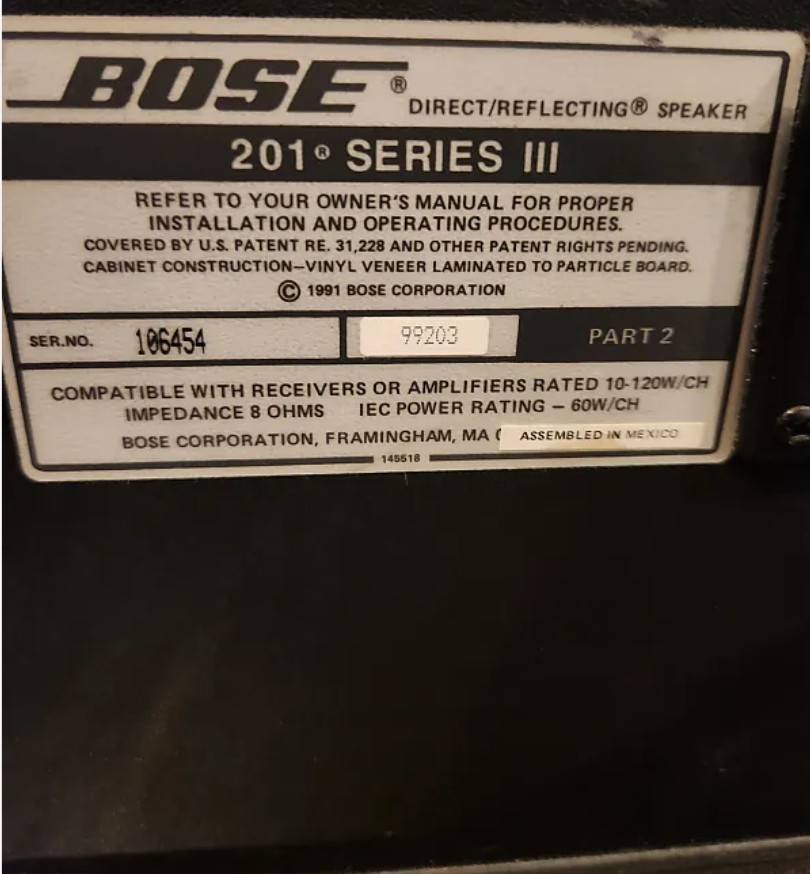 BOSE® DIRECT/REFLECTING® SPEAKER
201® SERIES III
REFER TO YOUR OWNER'S MANUAL FOR PROPER
INSTALLATION AND OPERATING PROCEDURES.
COVERED BY U.S. PATENT RE. 31,228 AND OTHER PATENT RIGHTS PENDING.
CABINET CONSTRUCTION–VINYL VENEER LAMINATED TO PARTICLE BOARD.
© 1991 BOSE CORPORATION
SER.NO. 106454 99203 PART 2
COMPATIBLE WITH RECEIVERS OR AMPLIFIERS RATED 10-120W/CH
IMPEDANCE 8 OHMS IEC POWER RATING – 60W/CH
BOSE CORPORATION, FRAMINGHAM, MA ASSEMBLED IN MEXICO
145518